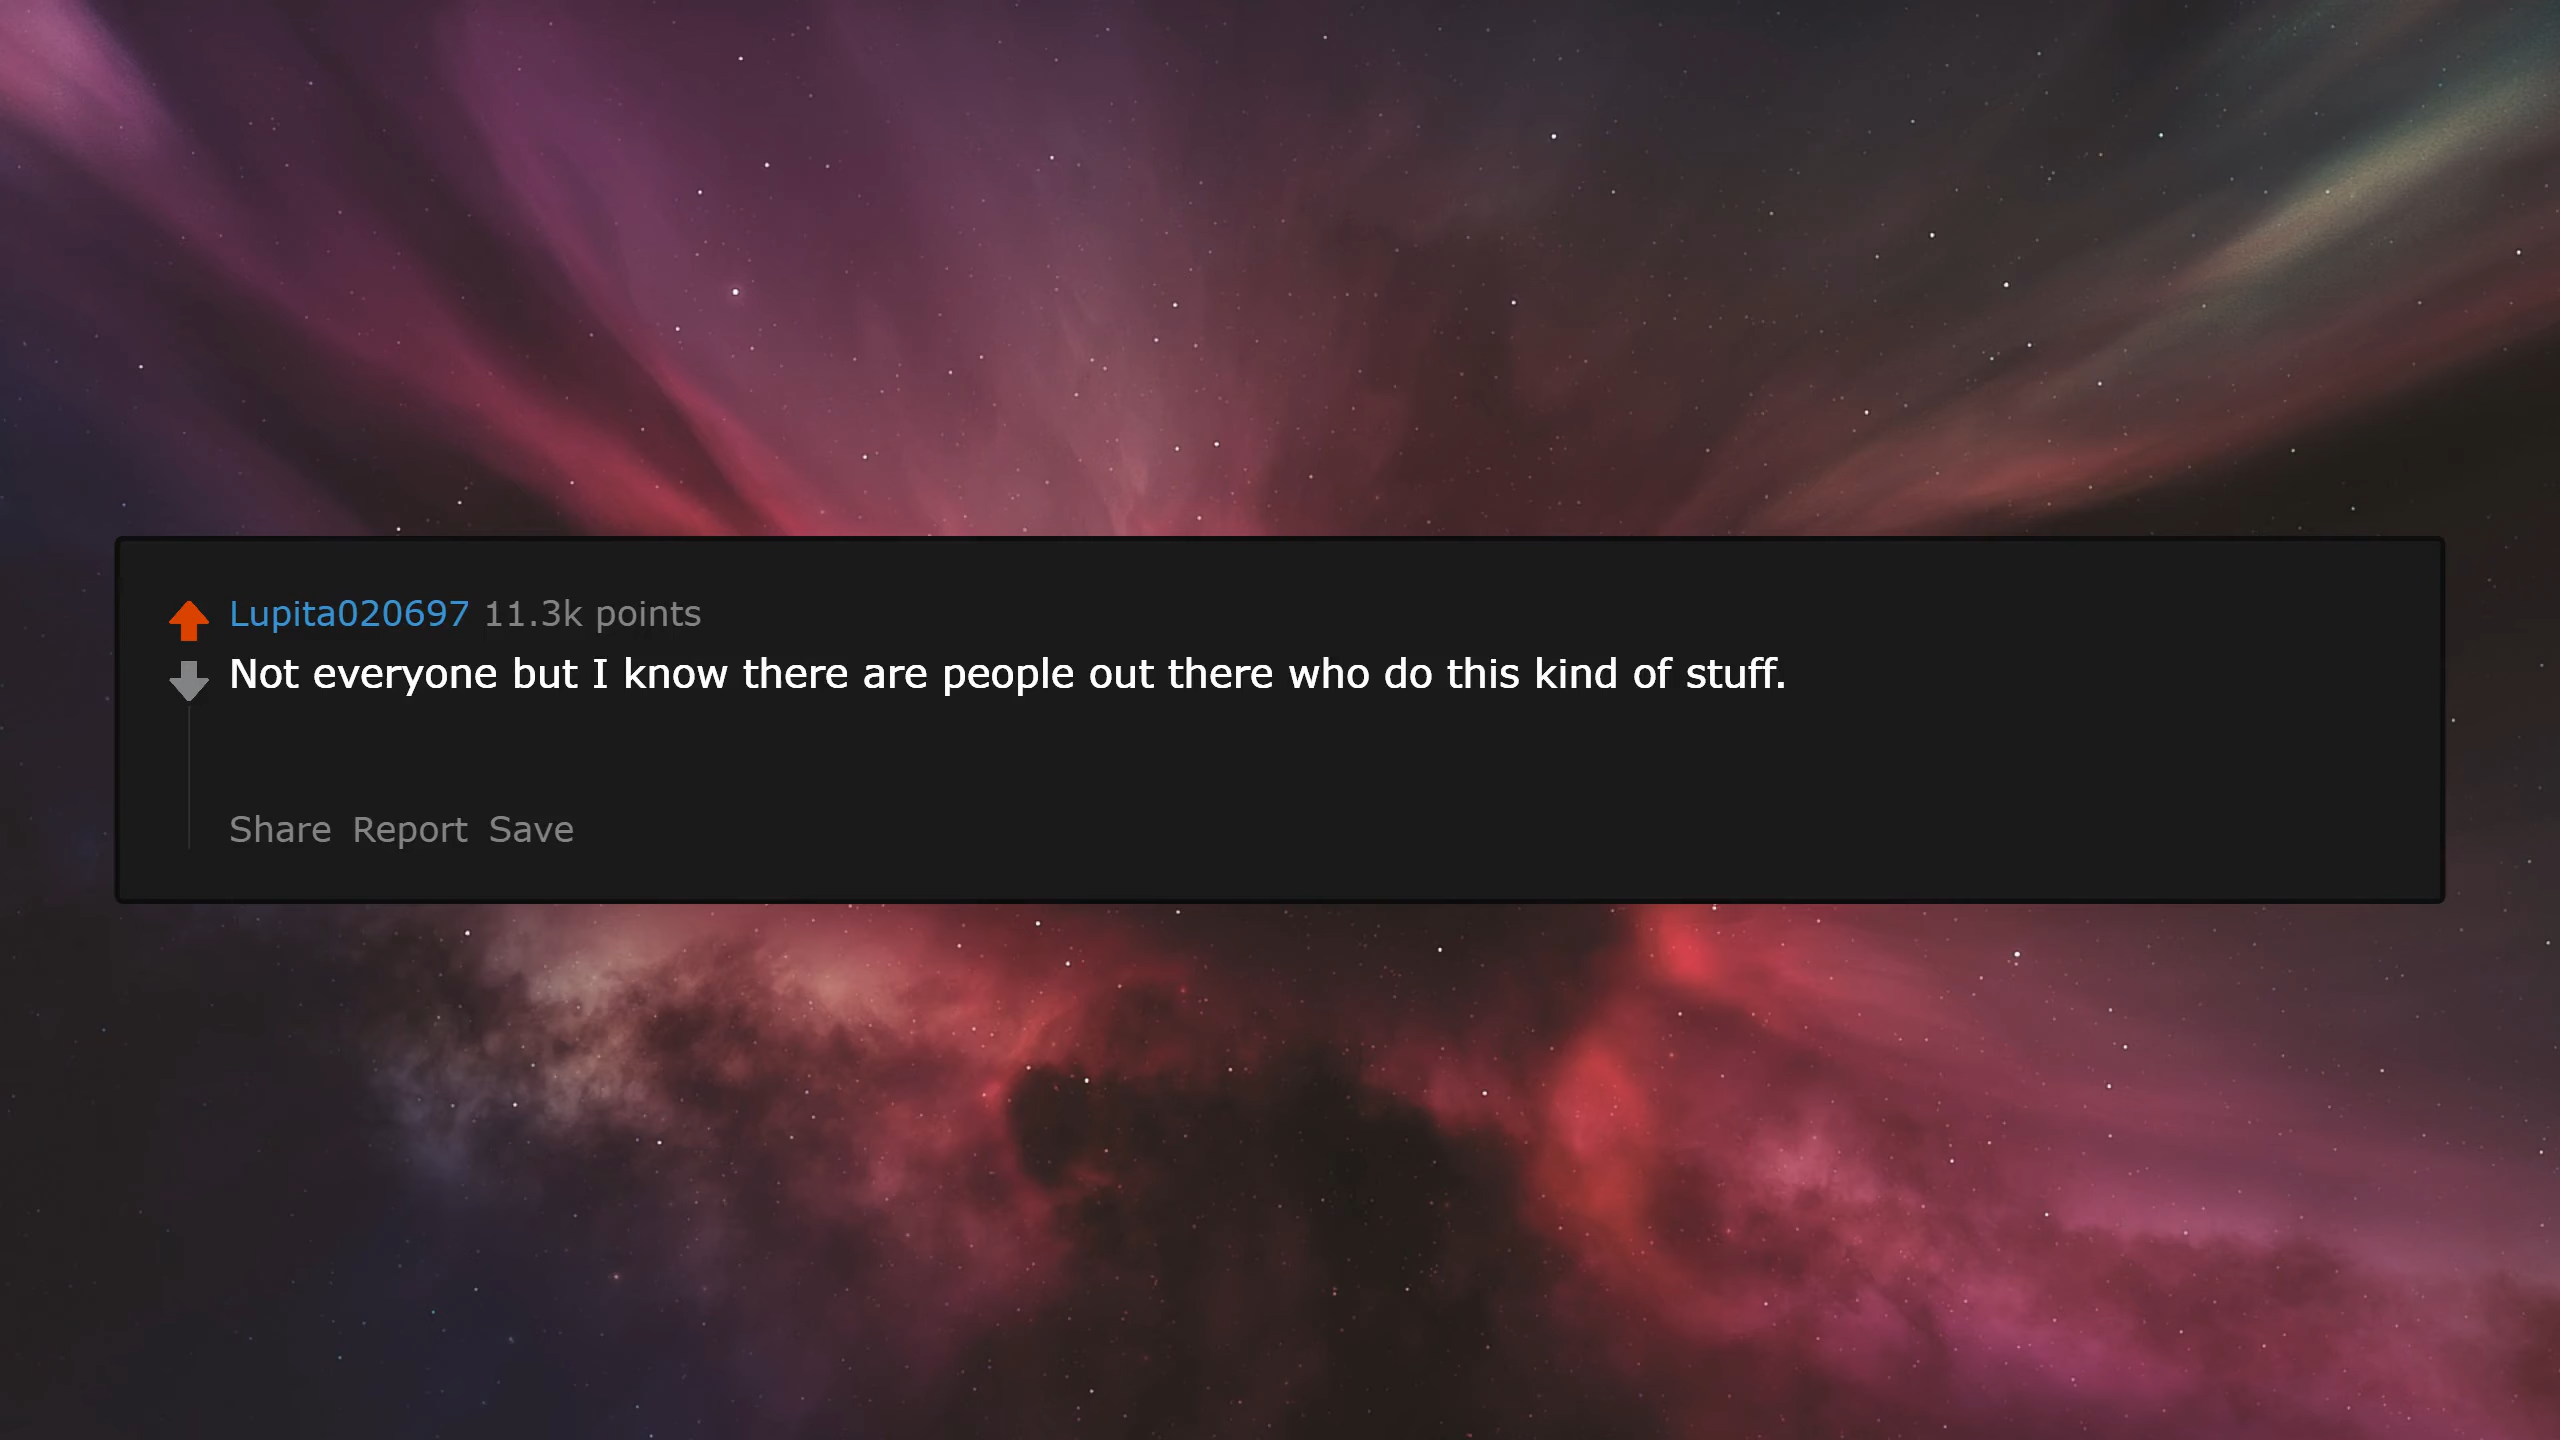 Lupita020697 11.3k points
Not everyone but I know there are people out there who do this kind of stuff.
Share Report Save